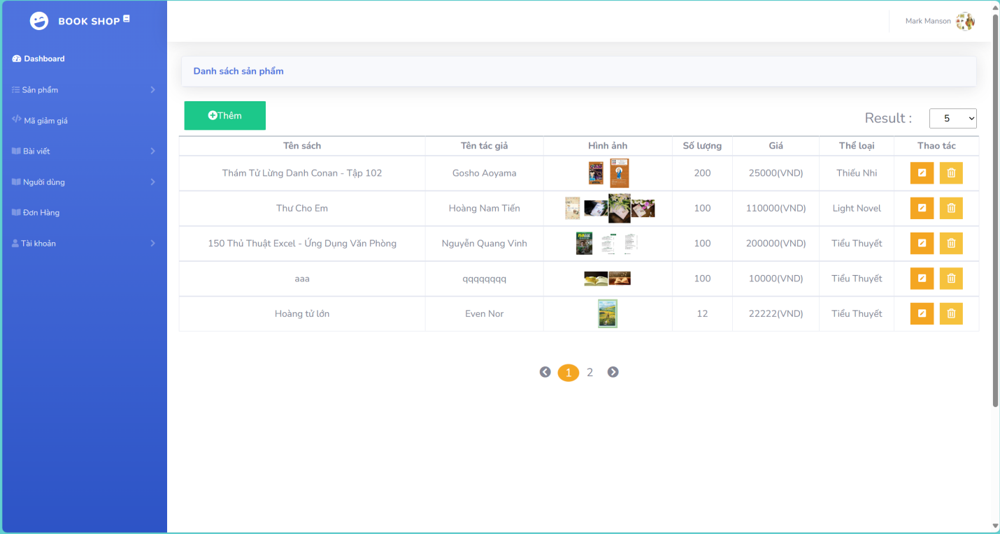 BOOK SHOP
Mark Manson
Dashboard
Sản phẩm
Mã giảm giá
Bài viết
Người dùng
Đơn Hàng
Tài khoản
Danh sách sản phẩm
Thêm
Result : 5
Tên sách Tên tác giả Hình ảnh Số lượng Giá Thể loại Thao tác
Thám Tử Lừng Danh Conan - Tập 102 Gosho Aoyama 200 25000(VND) Thiếu Nhi
Thư Cho Em Hoàng Nam Tiến 100 110000(VND) Light Novel
150 Thủ Thuật Excel - Ứng Dụng Văn Phòng Nguyễn Quang Vinh 100 200000(VND) Tiểu Thuyết
aaa qqqqqqqq 100 10000(VND) Tiểu Thuyết
Hoàng tử lớn Even Nor 12 22222(VND) Tiểu Thuyết
1 2